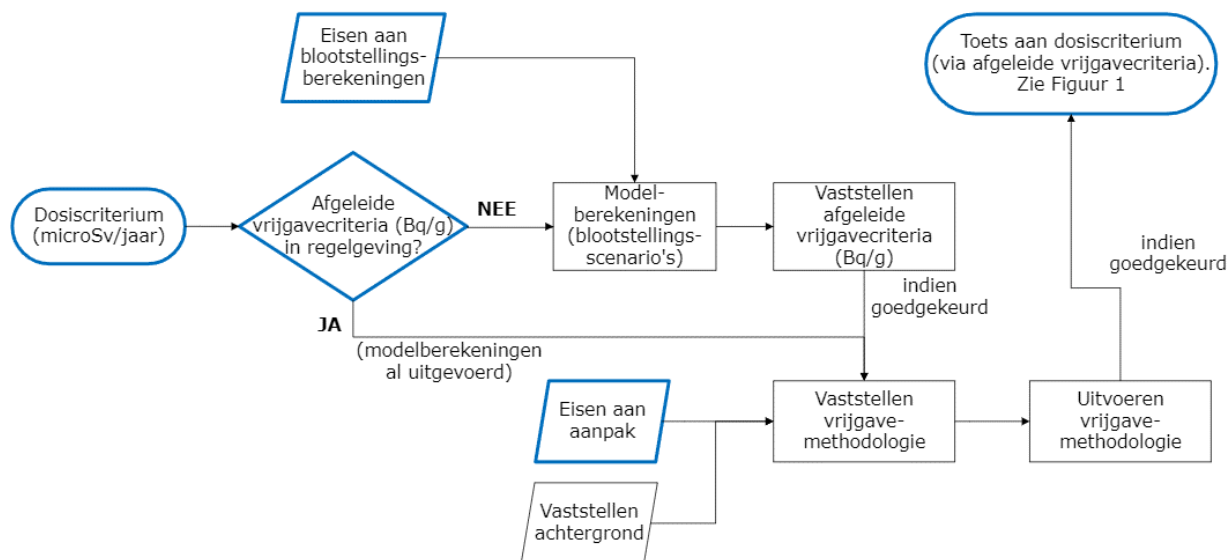 Eisen aan
blootstellings-
berekeningen
Toets aan dosiscriterium
(via afgeleide vrijgavecriteria).
Zie Figuur 1
Dosiscriterium
(microSv/jaar)
Afgeleide
vrijgavecriteria (Bq/g)
in regelgeving?
NEE
Model-
berekeningen
(blootstellings-
scenario's)
Vaststellen
afgeleide
vrijgavecriteria
(Bq/g)
indien
goedgekeurd
indien
goedgekeurd
JA
(modelberekeningen
al uitgevoerd)
Eisen aan
aanpak
Vaststellen
vrijgave-
methodologie
Uitvoeren
vrijgave-
methodologie
Vaststellen
achtergrond